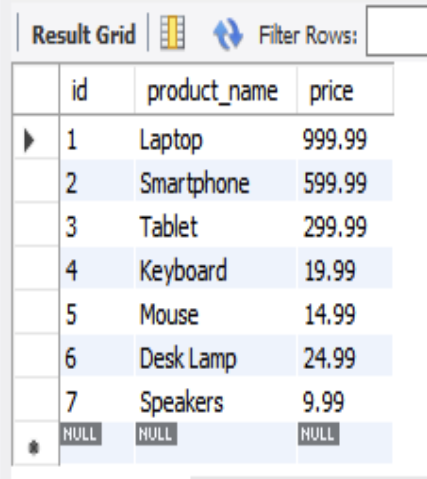 Result Grid Filter Rows:
id product_name price
1 Laptop 999.99
2 Smartphone 599.99
3 Tablet 299.99
4 Keyboard 19.99
5 Mouse 14.99
6 Desk Lamp 24.99
7 Speakers 9.99
NULL NULL NULL